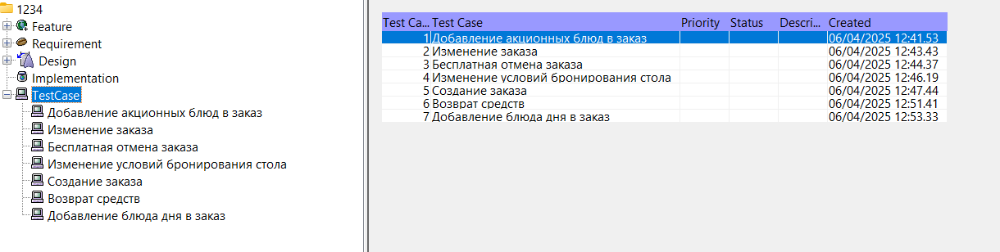 1234
Feature
Requirement
Design
Implementation
TestCase
Добавление акционных блюд в заказ
Изменение заказа
Бесплатная отмена заказа
Изменение условий бронирования стола
Создание заказа
Возврат средств
Добавление блюда дня в заказ
Test Ca... Test Case Priority Status Descri... Created
1 Добавление акционных блюд в заказ 06/04/2025 12:41.53
2 Изменение заказа 06/04/2025 12:43.43
3 Бесплатная отмена заказа 06/04/2025 12:44.37
4 Изменение условий бронирования стола 06/04/2025 12:46.19
5 Создание заказа 06/04/2025 12:47.44
6 Возврат средств 06/04/2025 12:51.41
7 Добавление блюда дня в заказ 06/04/2025 12:53.33